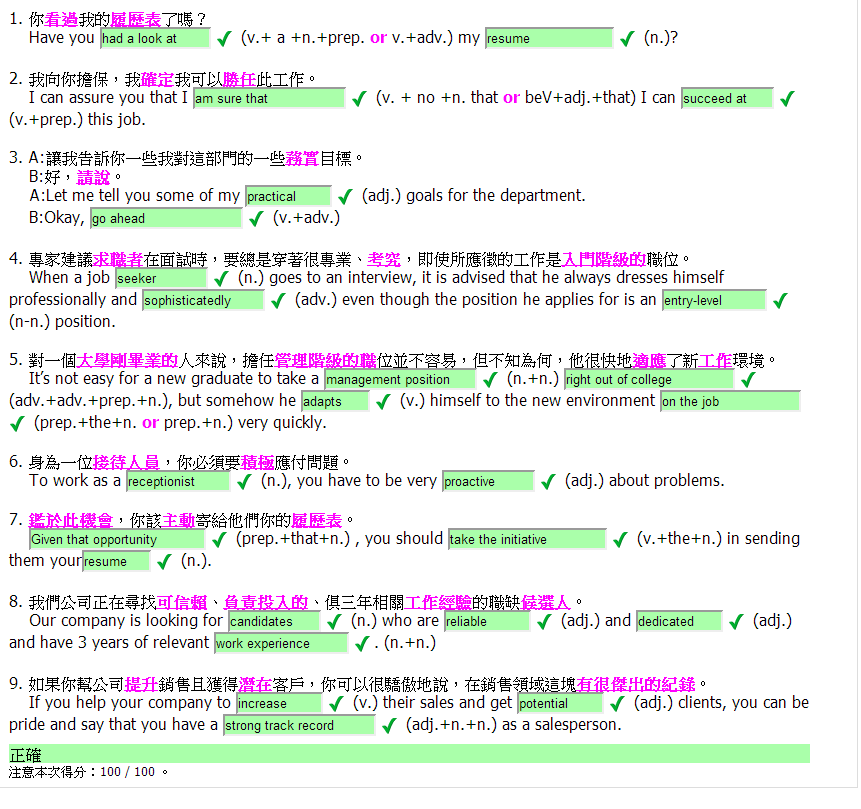 1. 你看過我的履歷表了嗎？
Have you had a look at (v.+ a +n.+prep. or v.+adv.) my resume (n.)?
2. 我向你擔保，我確定我可以勝任此工作。
I can assure you that I am sure that (v. + no +n. that or beV+adj.+that) I can succeed at
(v.+prep.) this job.
3. A:讓我告訴你一些我對這部門的一些務實目標。
B:好，請說。
A:Let me tell you some of my practical (adj.) goals for the department.
B:Okay, go ahead (v.+adv.)
4. 專家建議求職者在面試時，要總是穿著很專業、考究，即使所應徵的工作是入門階級的職位。
When a job seeker (n.) goes to an interview, it is advised that he always dresses himself
professionally and sophisticatedly (adv.) even though the position he applies for is an entry-level
(n-n.) position.
5. 對一個大學剛畢業的人來說，擔任管理階級的職位並不容易，但不知為何，他很快地適應了新工作環境。
It's not easy for a new graduate to take a management position (n.+n.) right out of college
(adv.+adv.+prep.+n.), but somehow he adapts (v.) himself to the new environment on the job
(prep.+the+n. or prep.+n.) very quickly.
6. 身為一位接待人員，你必須要積極應付問題。
To work as a receptionist (n.), you have to be very proactive (adj.) about problems.
7. 鑑於此機會，你該主動寄給他們你的履歷表。
Given that opportunity (prep.+that+n.) , you should take the initiative (v.+the+n.) in sending
them your resume (n.).
8. 我們公司正在尋找可信賴、負責投入的、俱三年相關工作經驗的職缺候選人。
Our company is looking for candidates (n.) who are reliable (adj.) and dedicated (adj.)
and have 3 years of relevant work experience . (n.+n.)
9. 如果你幫公司提升銷售且獲得潛在客戶，你可以很驕傲地說，在銷售領域這塊有很傑出的紀錄。
If you help your company to increase (v.) their sales and get potential (adj.) clients, you can be
pride and say that you have a strong track record (adj.+n.+n.) as a salesperson.
正確
注意本次得分：100 / 100 。